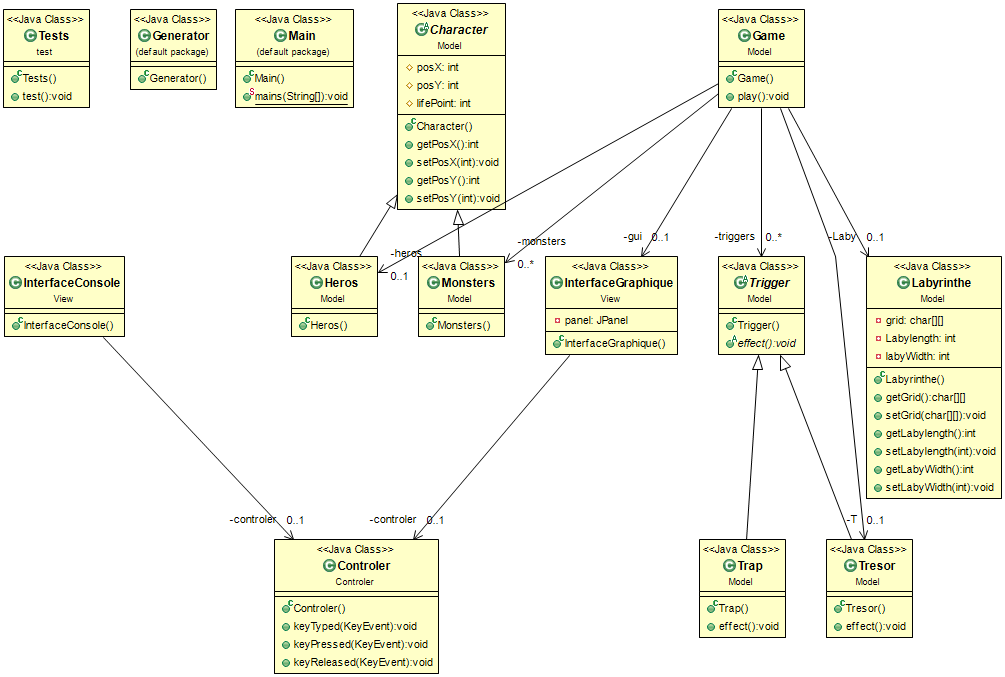 <<Java Class>>
Tests
test
Tests()
test():void
<<Java Class>>
Generator
(default package)
Generator()
<<Java Class>>
Main
(default package)
Main()
mains(String[]):void
<<Java Class>>
Character
Model
posX: int
posY: int
lifePoint: int
Character()
getPosX():int
setPosX(int):void
getPosY():int
setPosY(int):void
<<Java Class>>
Game
Model
Game()
play():void
-heros
0..1
-monsters
0..*
-gui
0..1
-triggers
0..*
-Laby
0..1
<<Java Class>>
InterfaceConsole
View
InterfaceConsole()
<<Java Class>>
Heros
Model
Heros()
<<Java Class>>
Monsters
Model
Monsters()
<<Java Class>>
InterfaceGraphique
View
panel: JPanel
InterfaceGraphique()
<<Java Class>>
Trigger
Model
Trigger()
effect():void
<<Java Class>>
Labyrinthe
Model
grid: char[][]
Labylength: int
labyWidth: int
Labyrinthe()
getGrid():char[][]
setGrid(char[][]):void
getLabylength():int
setLabylength(int):void
getLabyWidth():int
setLabyWidth(int):void
-controler
0..1
-controler
0..1
-T
0..1
<<Java Class>>
Controler
Controler
Controler()
keyTyped(KeyEvent):void
keyPressed(KeyEvent):void
keyReleased(KeyEvent):void
<<Java Class>>
Trap
Model
Trap()
effect():void
<<Java Class>>
Tresor
Model
Tresor()
effect():void